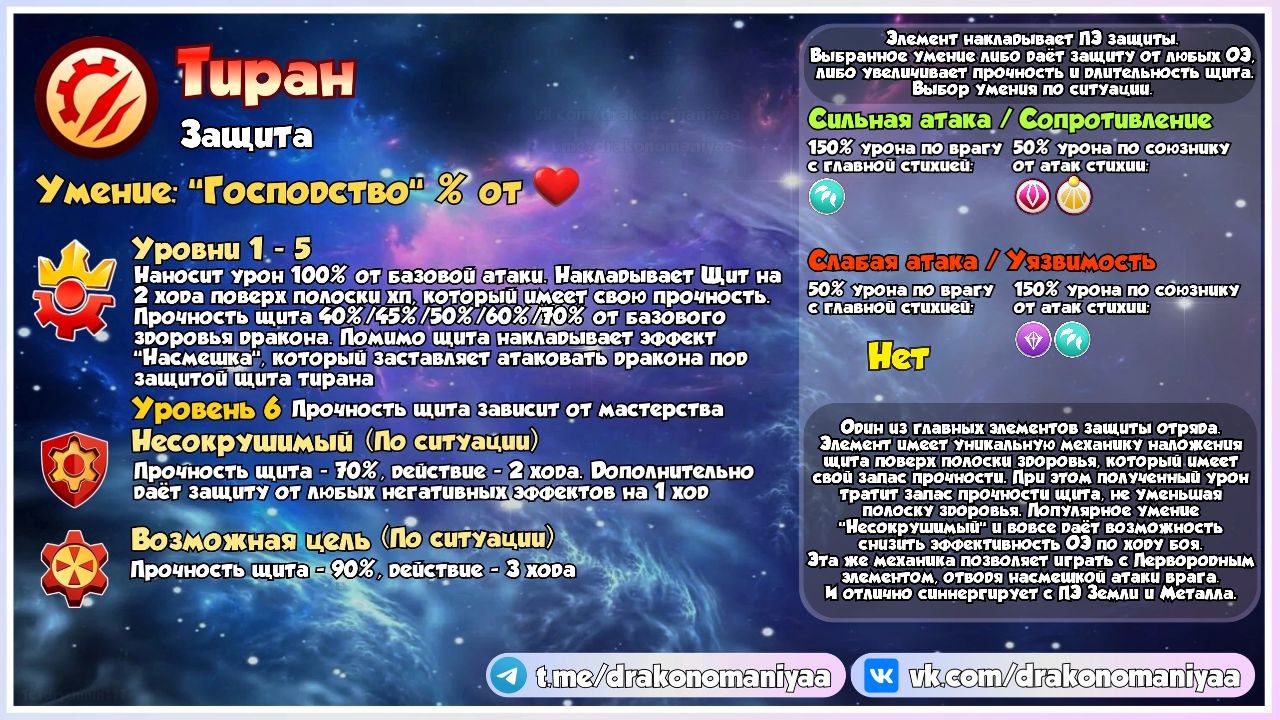 Тиран
Защита
Умение: "Господство" % от
Уровни 1 - 5
Наносит урон 100% от базовой атаки. Накладывает Щит на
2 хода поверх полоски хп, который имеет свою прочность.
Прочность щита 40%/45%/50%/60%/70% от базового
здоровья дракона. Помимо щита накладывает эффект
"Насмешка", который заставляет атаковать дракона под
защитой щита тирана
Уровень 6 Прочность щита зависит от мастерства
Несокрушимый (По ситуации)
Прочность щита - 70%, действие - 2 хода. Дополнительно
даёт защиту от любых негативных эффектов на 1 ход
Возможная цель (По ситуации)
Прочность щита - 90%, действие - 3 хода
Элемент накладывает ПЭ защиты.
Выбранное умение либо даёт защиту от любых ОЭ,
либо увеличивает прочность и длительность щита.
Выбор умения по ситуации.
Сильная атака / Сопротивление
150% урона по врагу 50% урона по союзнику
с главной стихией: от атак стихии:
Слабая атака / Уязвимость
50% урона по врагу 150% урона по союзнику
с главной стихией: от атак стихии:
Нет
Один из главных элементов защиты отряда.
Элемент имеет уникальную механику наложения
щита поверх полоски здоровья, который имеет
свой запас прочности. При этом полученный урон
тратит запас прочности щита, не уменьшая
полоску здоровья. Популярное умение
"Несокрушимый" и вовсе даёт возможность
снизить эффективность ОЭ по ходу боя.
Эта же механика позволяет играть с Первородным
элементом, отводя насмешкой атаки врага.
И отлично синнергирует с ПЭ Земли и Металла.
vk.com/drakonomaniyaa
t.me/drakonomaniyaa
t.me/drakonomaniyaa
vk.com/drakonomaniyaa